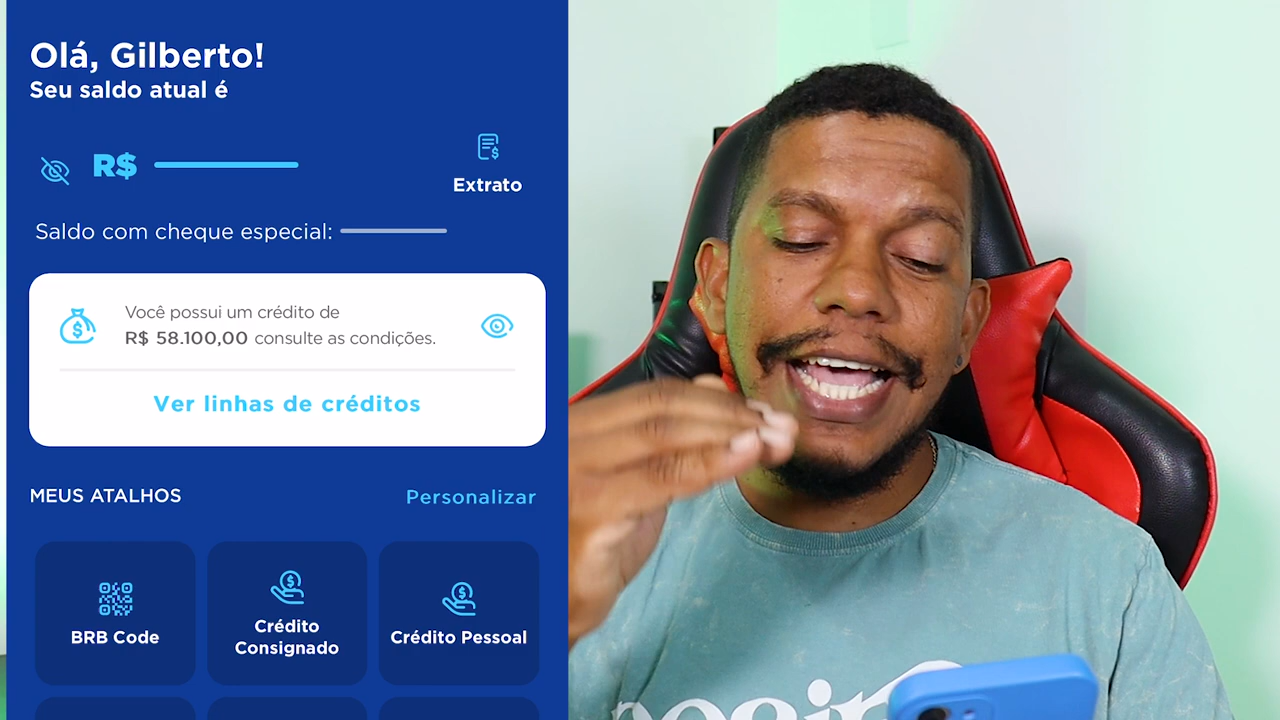 Olá, Gilberto!
Seu saldo atual é
R$
Extrato
Saldo com cheque especial:
Você possui um crédito de
R$ 58.100,00 consulte as condições.
Ver linhas de créditos
MEUS ATALHOS
Personalizar
BRB Code
Crédito
Consignado
Crédito Pessoal